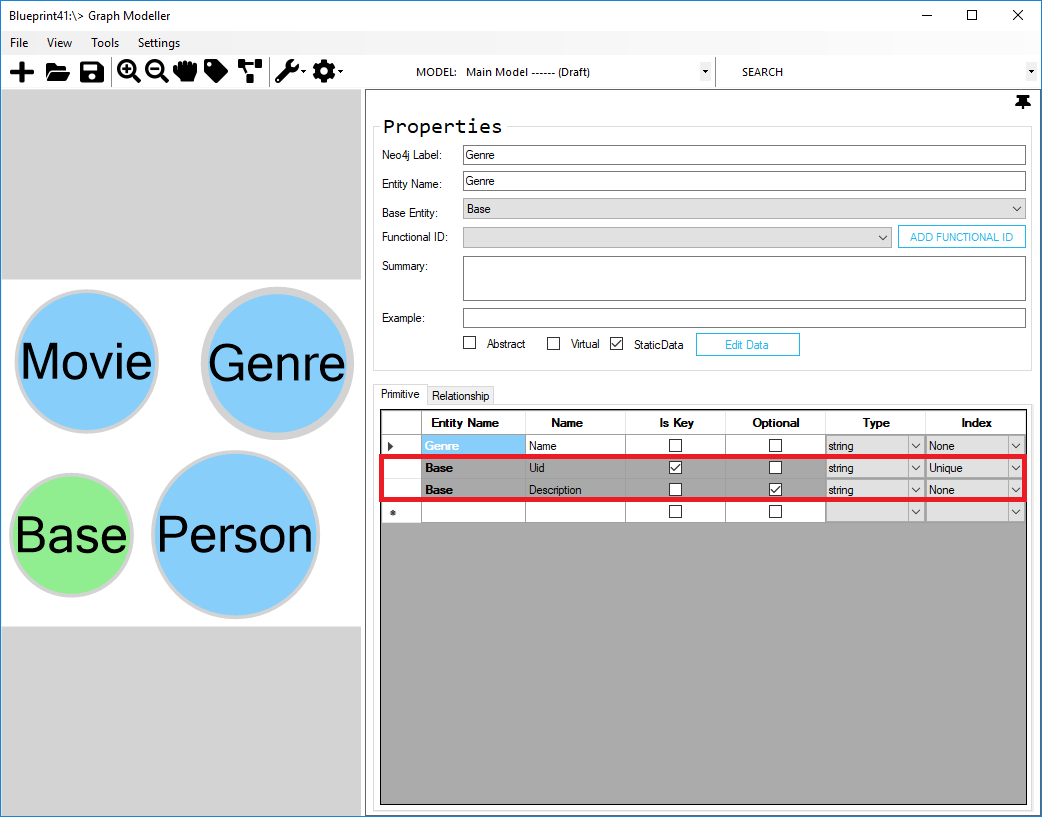 Blueprint41:\> Graph Modeller
File View Tools Settings
MODEL: Main Model ------ (Draft) SEARCH
Movie
Genre
Base
Person
Properties
Neo4j Label: Genre
Entity Name: Genre
Base Entity: Base
Functional ID: ADD FUNCTIONAL ID
Summary:
Example:
Abstract Virtual StaticData Edit Data
Primitive Relationship
Entity Name Name Is Key Optional Type Index
Genre Name string None
Base Uid string Unique
Base Description string None